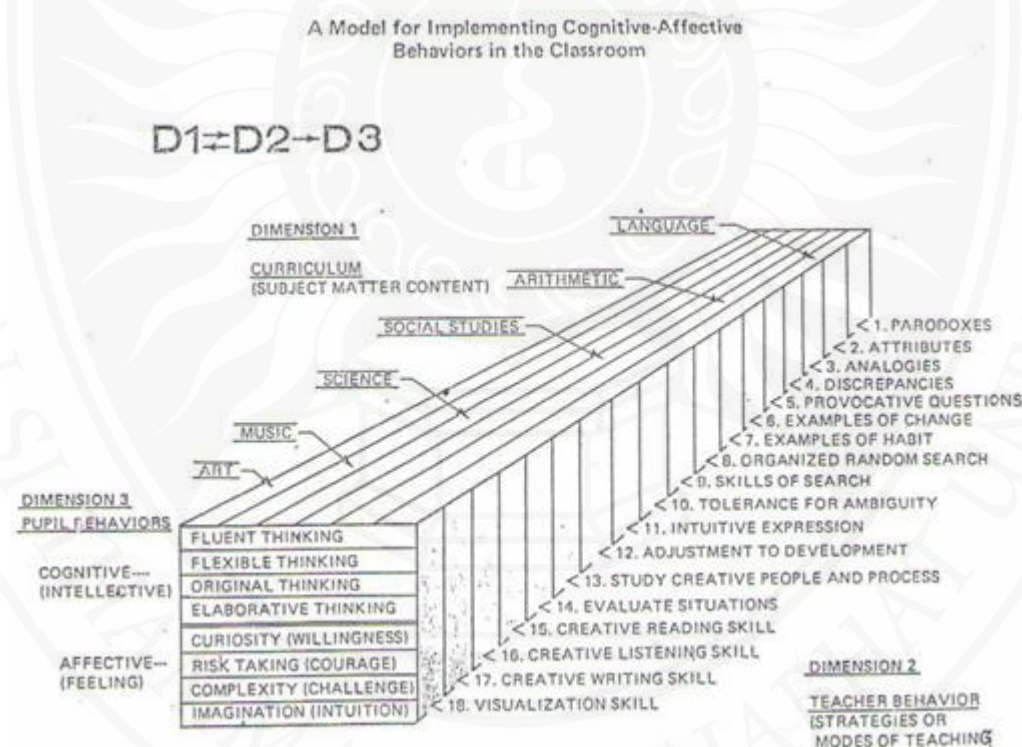 A Model for Implementing Cognitive-Affective
Behaviors in the Classroom
D1⇄D2→D3
DIMENSION 1
CURRICULUM
(SUBJECT MATTER CONTENT)
LANGUAGE
ARITHMETIC
SOCIAL STUDIES
SCIENCE
MUSIC
ART
DIMENSION 3
PUPIL BEHAVIORS
COGNITIVE----
(INTELLECTIVE)
AFFECTIVE---
(FEELING)
FLUENT THINKING
FLEXIBLE THINKING
ORIGINAL THINKING
ELABORATIVE THINKING
CURIOSITY (WILLINGNESS)
RISK TAKING (COURAGE)
COMPLEXITY (CHALLENGE)
IMAGINATION (INTUITION)
< 1. PARODOXES
< 2. ATTRIBUTES
< 3. ANALOGIES
< 4. DISCREPANCIES
< 5. PROVOCATIVE QUESTIONS
< 6. EXAMPLES OF CHANGE
< 7. EXAMPLES OF HABIT
< 8. ORGANIZED RANDOM SEARCH
< 9. SKILLS OF SEARCH
< 10. TOLERANCE FOR AMBIGUITY
< 11. INTUITIVE EXPRESSION
< 12. ADJUSTMENT TO DEVELOPMENT
< 13. STUDY CREATIVE PEOPLE AND PROCESS
< 14. EVALUATE SITUATIONS
< 15. CREATIVE READING SKILL
< 16. CREATIVE LISTENING SKILL
< 17. CREATIVE WRITING SKILL
< 18. VISUALIZATION SKILL
DIMENSION 2
TEACHER BEHAVIOR
(STRATEGIES OR
MODES OF TEACHING